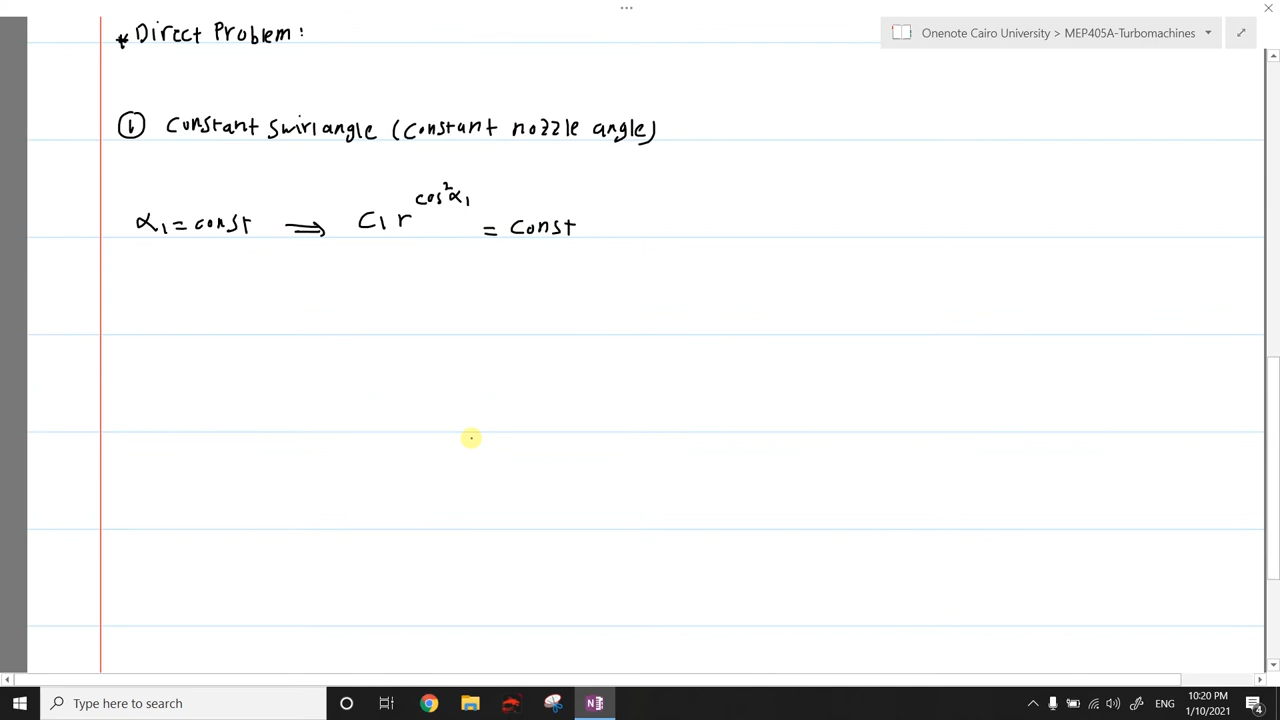 * Direct Problem:
Onenote Cairo University > MEP405A-Turbomachines
① Constant swirl angle (constant nozzle angle)
α₁ = const ⟹ C₁ r^cos²α₁ = const
Type here to search
10:20 PM
ENG
1/10/2021
4